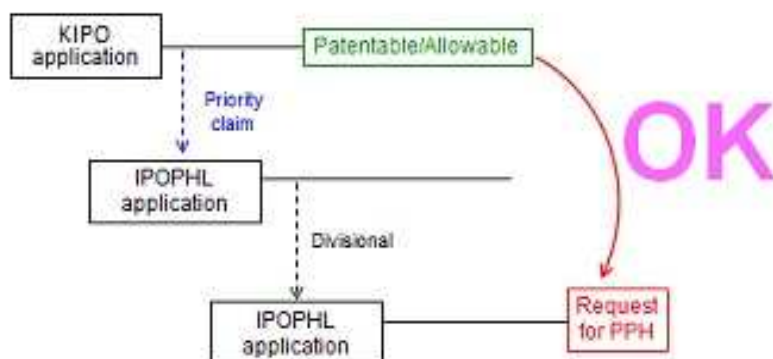 KIPO
application
Patentable/Allowable
Priority
claim
OK
IPOPHL
application
Divisional
IPOPHL
application
Request
for PPH